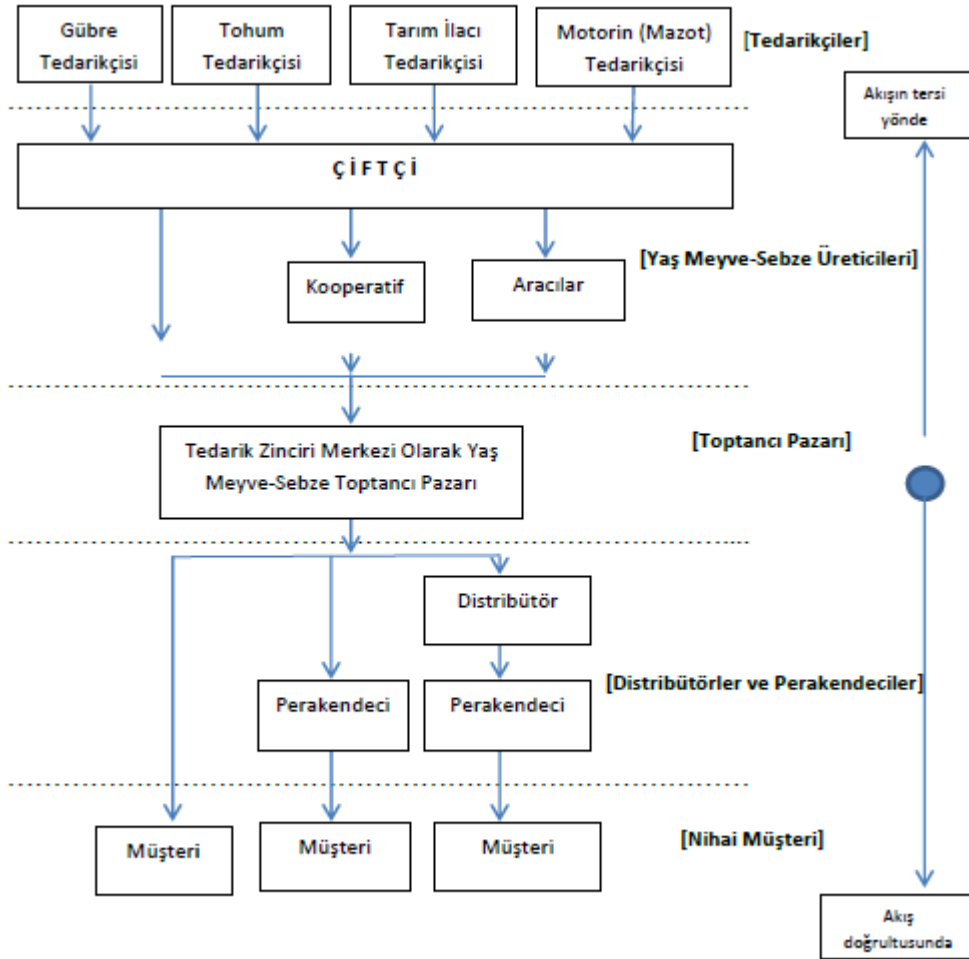 Gübre
Tedarikçisi
Tohum
Tedarikçisi
Tarım İlacı
Tedarikçisi
Motorin (Mazot)
Tedarikçisi
[Tedarikçiler]
Akışın tersi
yönde
ÇİFTÇİ
[Yaş Meyve-Sebze Üreticileri]
Kooperatif
Aracılar
[Toptancı Pazarı]
Tedarik Zinciri Merkezi Olarak Yaş
Meyve-Sebze Toptancı Pazarı
Distribütör
[Distribütörler ve Perakendeciler]
Perakendeci
Perakendeci
[Nihai Müşteri]
Müşteri
Müşteri
Müşteri
Akış
doğrultusunda